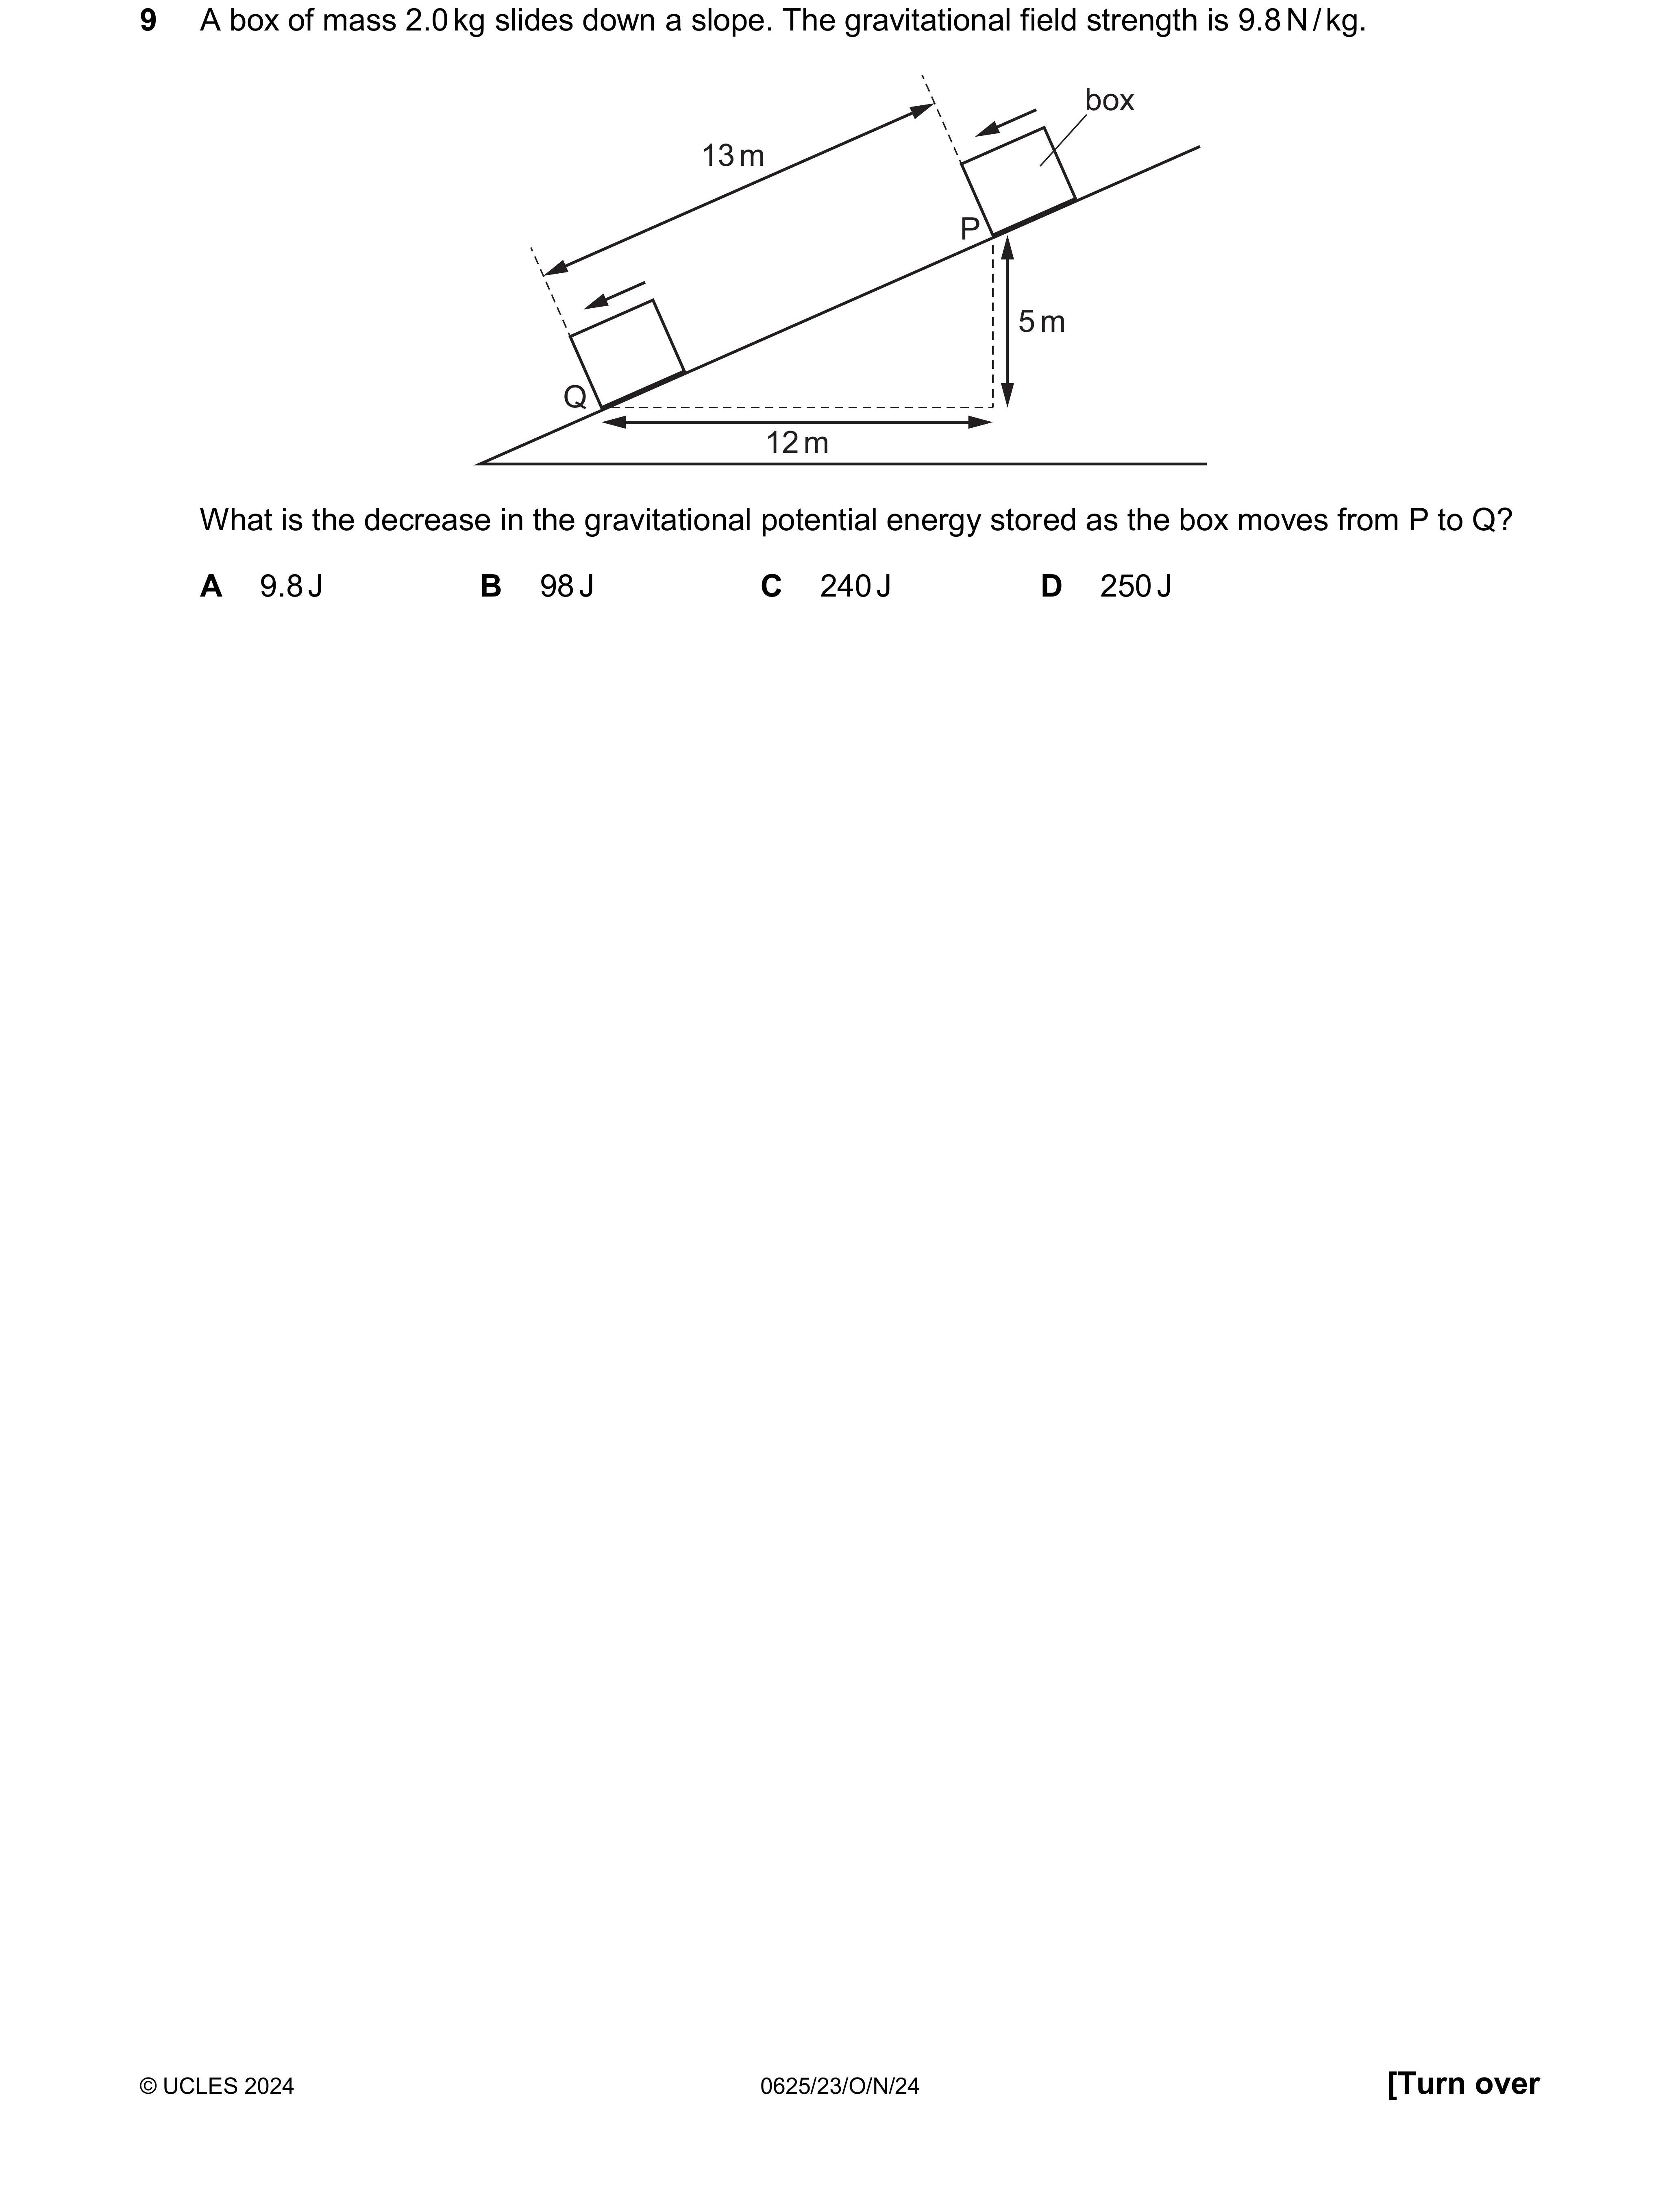 9 A box of mass 2.0 kg slides down a slope. The gravitational field strength is 9.8 N / kg.
box
13 m
P
5 m
Q
12 m
What is the decrease in the gravitational potential energy stored as the box moves from P to Q?
A 9.8 J B 98 J C 240 J D 250 J
© UCLES 2024 0625/23/O/N/24 [Turn over